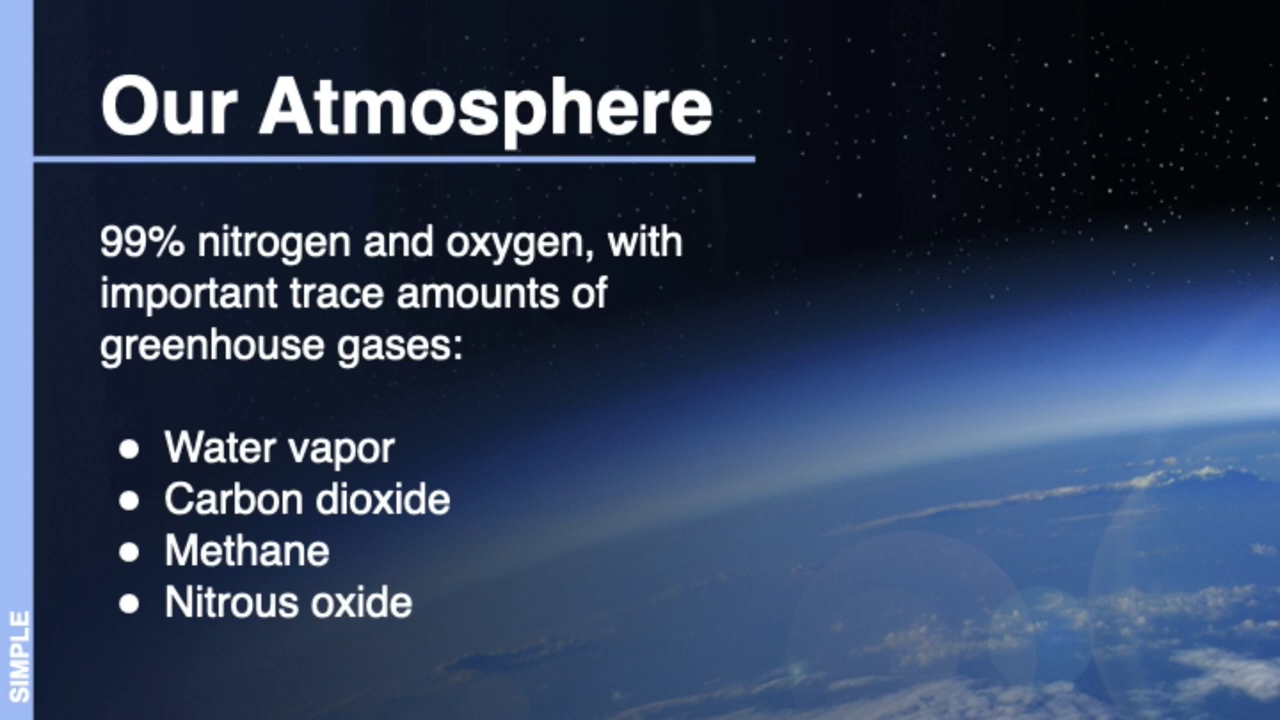 Our Atmosphere
99% nitrogen and oxygen, with
important trace amounts of
greenhouse gases:
● Water vapor
● Carbon dioxide
● Methane
● Nitrous oxide
SIMPLE